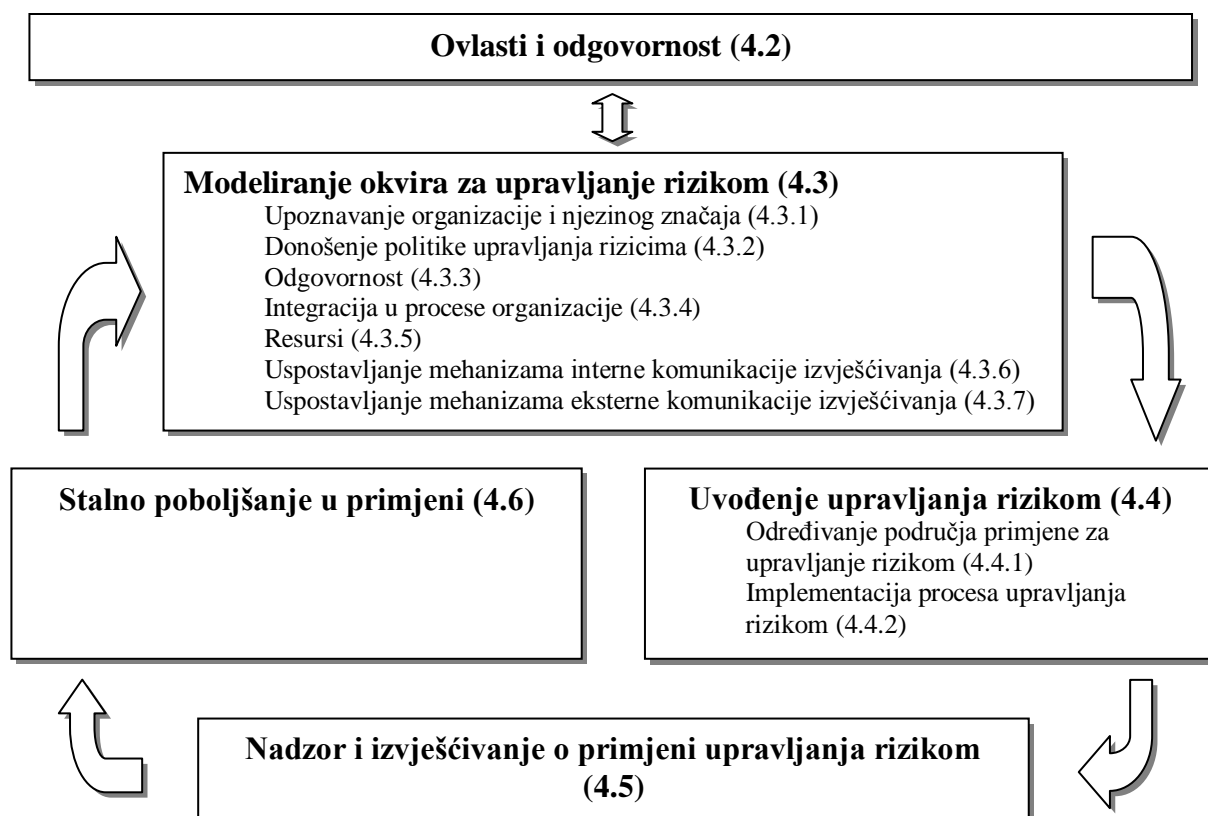 Ovlasti i odgovornost (4.2)
Modeliranje okvira za upravljanje rizikom (4.3)
Upoznavanje organizacije i njezinog značaja (4.3.1)
Donošenje politike upravljanja rizicima (4.3.2)
Odgovornost (4.3.3)
Integracija u procese organizacije (4.3.4)
Resursi (4.3.5)
Uspostavljanje mehanizama interne komunikacije izvješćivanja (4.3.6)
Uspostavljanje mehanizama eksterne komunikacije izvješćivanja (4.3.7)
Stalno poboljšanje u primjeni (4.6)
Uvođenje upravljanja rizikom (4.4)
Određivanje područja primjene za
upravljanje rizikom (4.4.1)
Implementacija procesa upravljanja
rizikom (4.4.2)
Nadzor i izvješćivanje o primjeni upravljanja rizikom
(4.5)